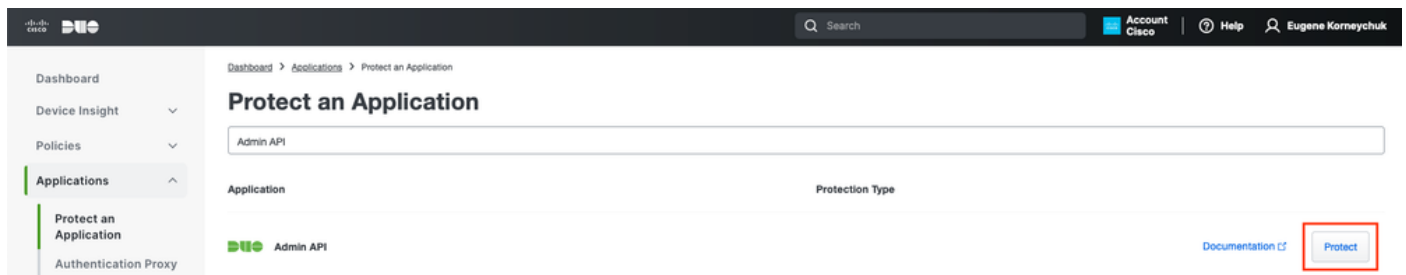 cisco DUO
Search
Account
Cisco
Help
Eugene Korneychuk
Dashboard
Device Insight
Policies
Applications
Protect an
Application
Authentication Proxy
Dashboard > Applications > Protect an Application
Protect an Application
Admin API
Application Protection Type
DUO Admin API Documentation Protect